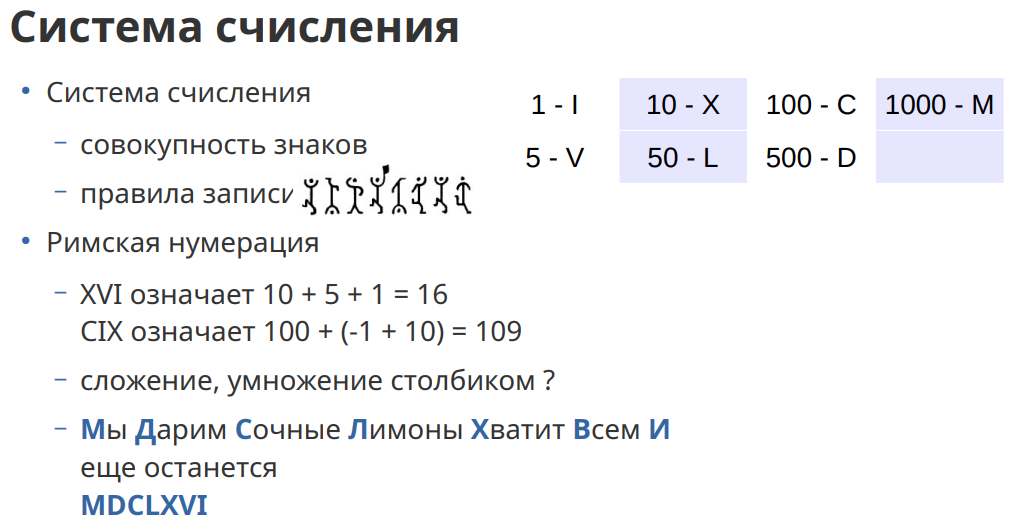 Система счисления
• Система счисления
– совокупность знаков
– правила записи
1 - I 10 - X 100 - C 1000 - M
5 - V 50 - L 500 - D
• Римская нумерация
– XVI означает 10 + 5 + 1 = 16
CIX означает 100 + (-1 + 10) = 109
– сложение, умножение столбиком ?
– Мы Дарим Сочные Лимоны Хватит Всем И
еще останется
MDCLXVI